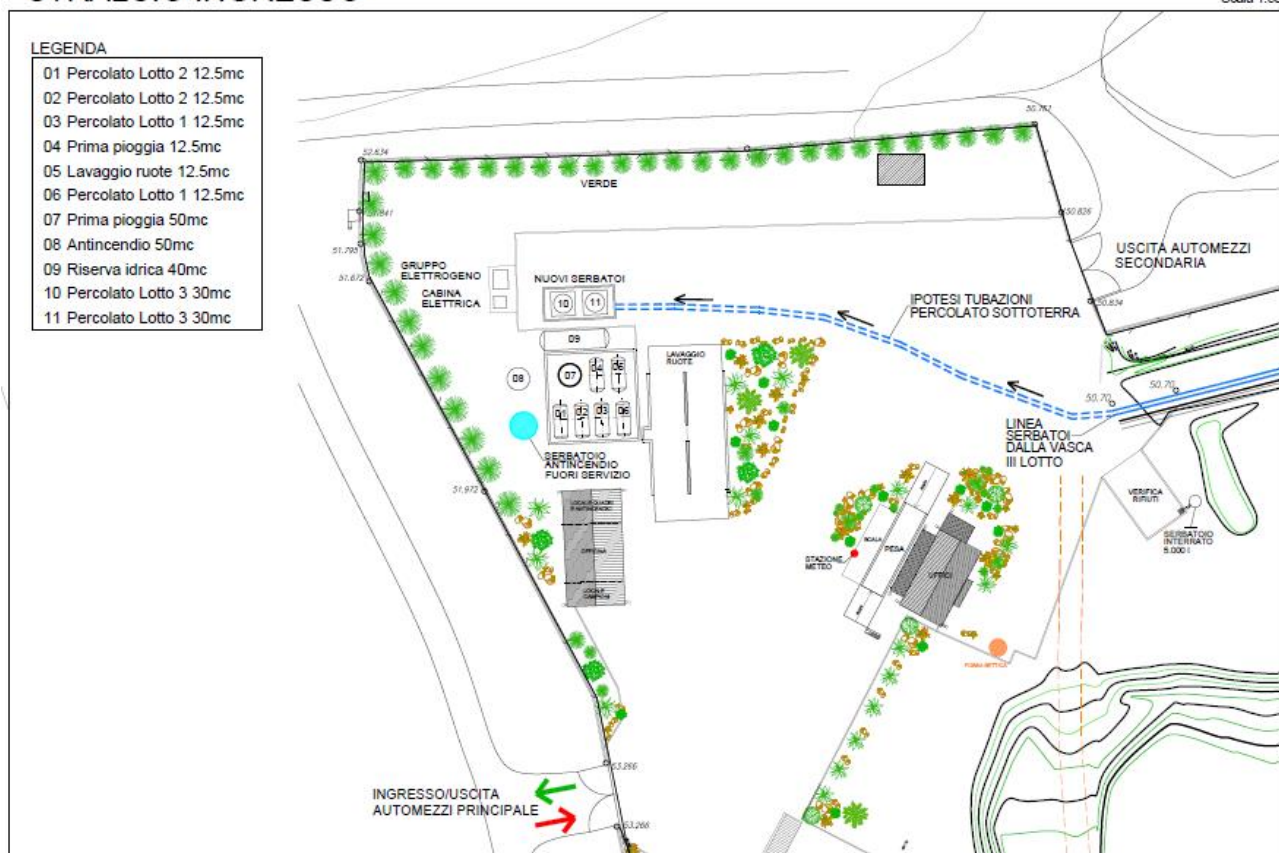 LEGENDA
01 Percolato Lotto 2 12.5mc
02 Percolato Lotto 2 12.5mc
03 Percolato Lotto 1 12.5mc
04 Prima pioggia 12.5mc
05 Lavaggio ruote 12.5mc
06 Percolato Lotto 1 12.5mc
07 Prima pioggia 50mc
08 Antincendio 50mc
09 Riserva idrica 40mc
10 Percolato Lotto 3 30mc
11 Percolato Lotto 3 30mc
52.634
50.787
VERDE
50.826
51.795
51.672
GRUPPO
ELETTROGENO
CABINA
ELETTRICA
NUOVI SERBATOI
10
11
USCITA AUTOMEZZI
SECONDARIA
50.834
IPOTESI TUBAZIONI
PERCOLATO SOTTOTERRA
09
08
07
04
LAVAGGIO
RUOTE
01
02
03
06
50.70
50.70
LINEA
SERBATOI
DALLA VASCA
III LOTTO
SERBATOIO
ANTINCENDIO
FUORI SERVIZIO
51.972
VERIFICA
RIFIUTI
SERBATOIO
INTERRATO
5.000 l
OFFICINA
STAZIONE
METEO
PESA
UFFICI
53.266
INGRESSO/USCITA
AUTOMEZZI PRINCIPALE
53.266